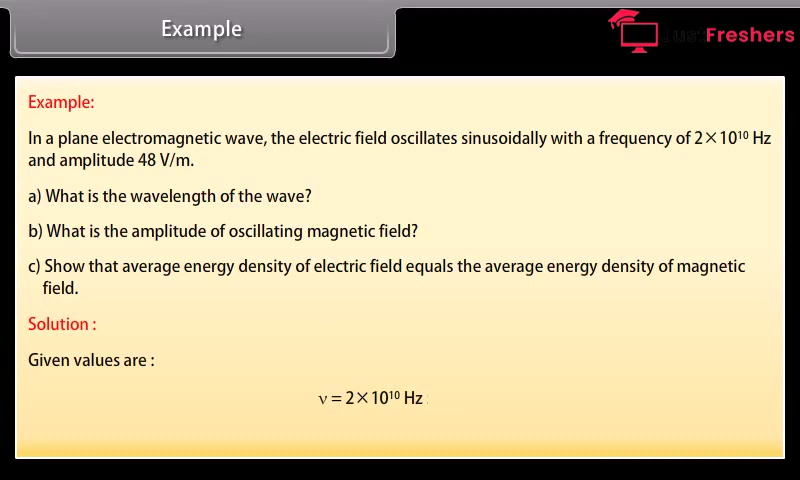 Example
Just Freshers
Example:
In a plane electromagnetic wave, the electric field oscillates sinusoidally with a frequency of 2×10¹⁰ Hz
and amplitude 48 V/m.
a) What is the wavelength of the wave?
b) What is the amplitude of oscillating magnetic field?
c) Show that average energy density of electric field equals the average energy density of magnetic
field.
Solution :
Given values are :
ν = 2×10¹⁰ Hz